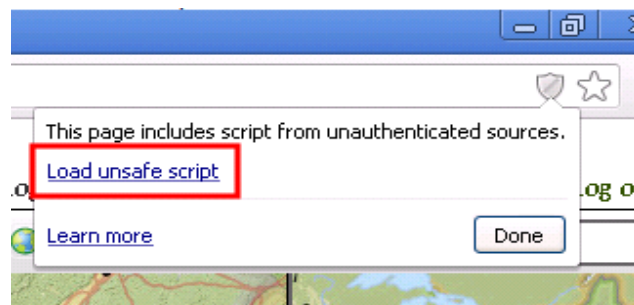 This page includes script from unauthenticated sources.
Load unsafe script
Learn more
Done